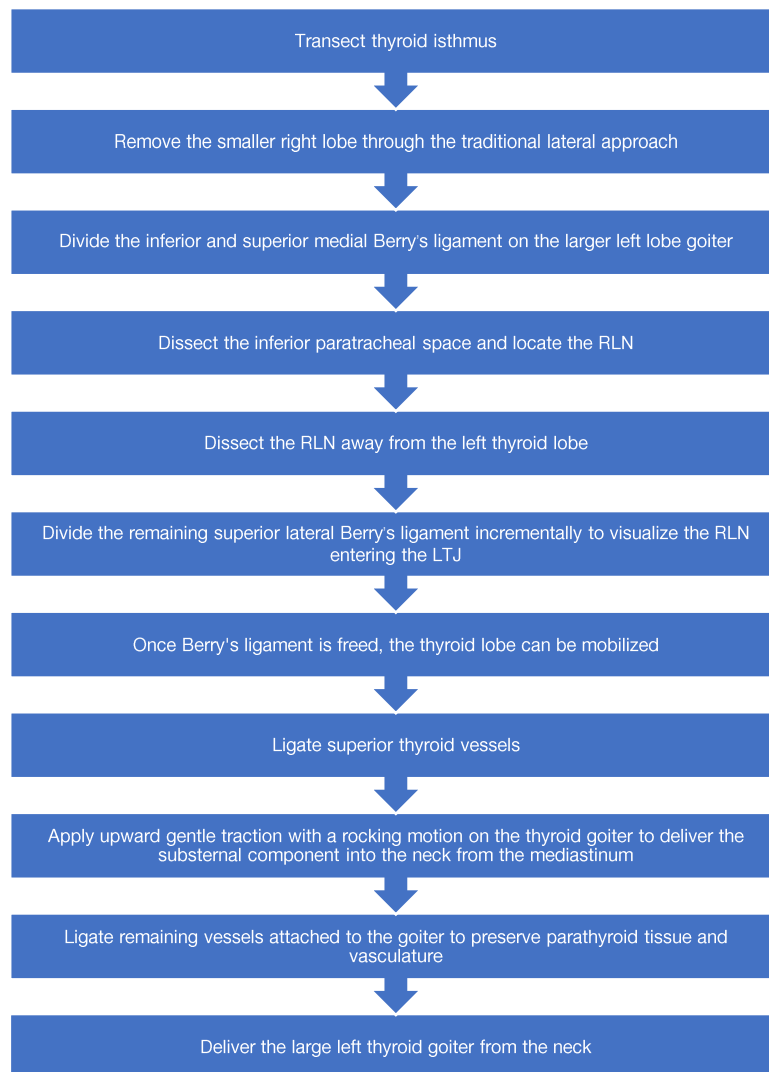 Transect thyroid isthmus
Remove the smaller right lobe through the traditional lateral approach
Divide the inferior and superior medial Berry's ligament on the larger left lobe goiter
Dissect the inferior paratracheal space and locate the RLN
Dissect the RLN away from the left thyroid lobe
Divide the remaining superior lateral Berry's ligament incrementally to visualize the RLN
entering the LTJ
Once Berry's ligament is freed, the thyroid lobe can be mobilized
Ligate superior thyroid vessels
Apply upward gentle traction with a rocking motion on the thyroid goiter to deliver the
substernal component into the neck from the mediastinum
Ligate remaining vessels attached to the goiter to preserve parathyroid tissue and
vasculature
Deliver the large left thyroid goiter from the neck